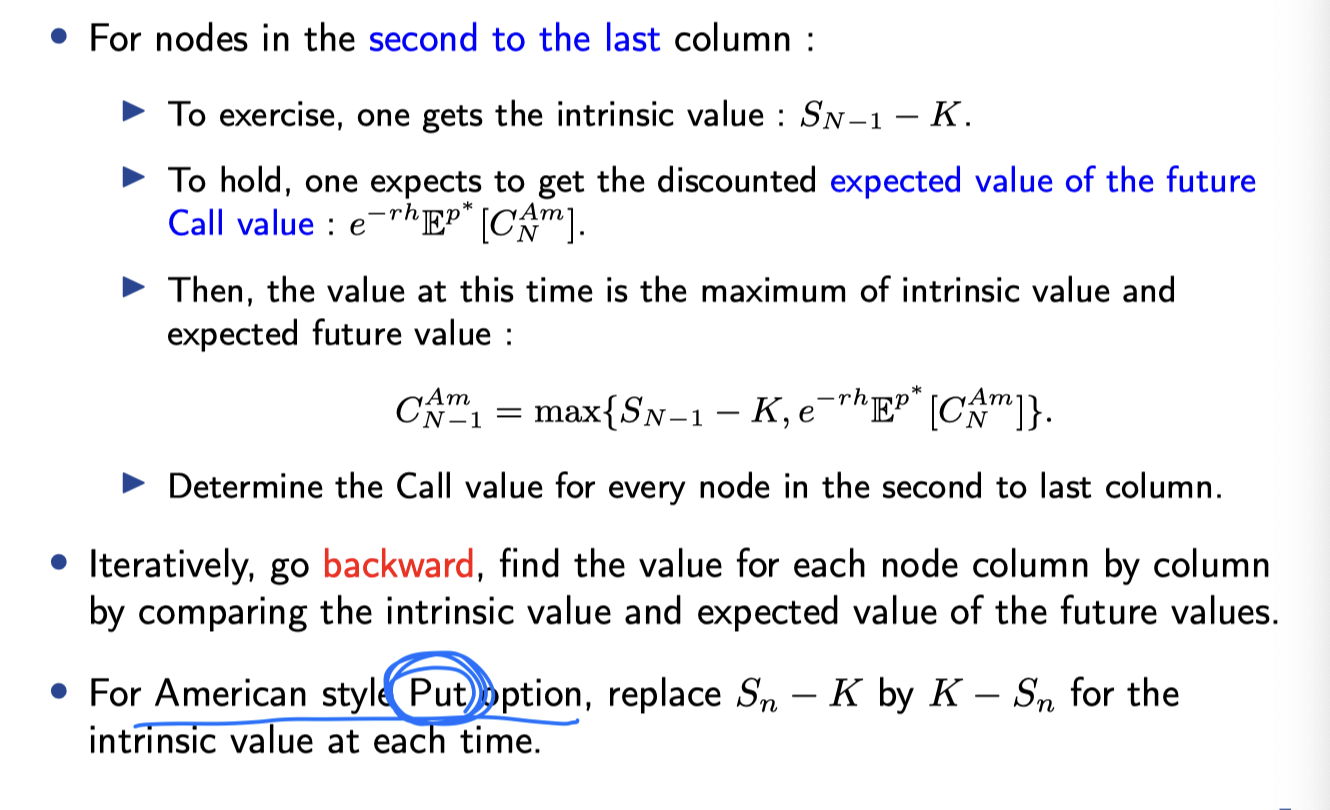 • For nodes in the second to the last column :
▶ To exercise, one gets the intrinsic value : S_{N−1} − K.
▶ To hold, one expects to get the discounted expected value of the future
Call value : e^{−rh}𝔼^{p*}[C_N^{Am}].
▶ Then, the value at this time is the maximum of intrinsic value and
expected future value :
C_{N−1}^{Am} = max{S_{N−1} − K, e^{−rh}𝔼^{p*}[C_N^{Am}]}.
▶ Determine the Call value for every node in the second to last column.
• Iteratively, go backward, find the value for each node column by column
by comparing the intrinsic value and expected value of the future values.
• For American style Put option, replace S_n − K by K − S_n for the
intrinsic value at each time.